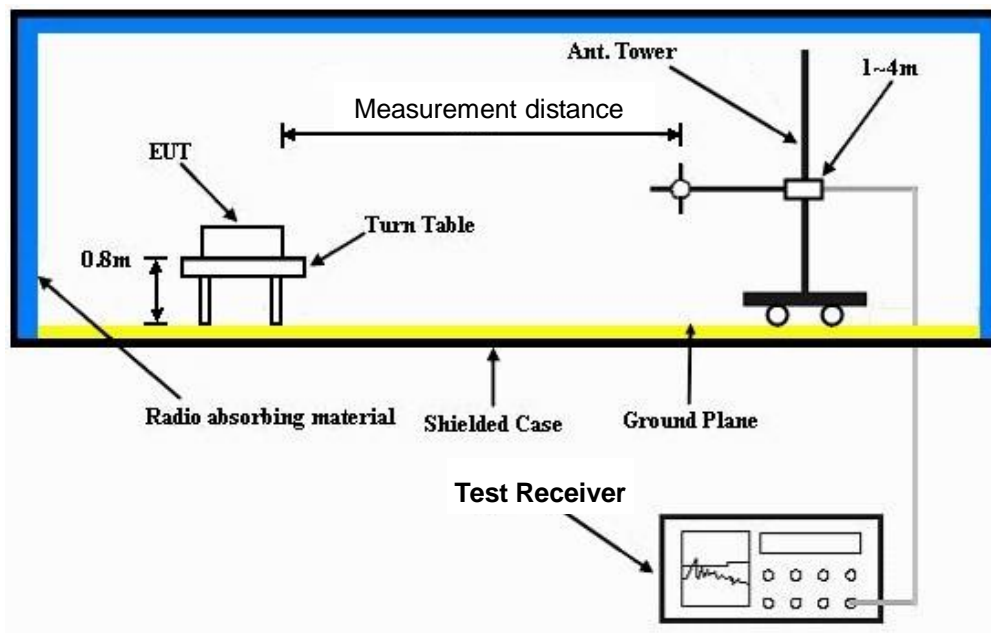 Ant. Tower
1~4m
Measurement distance
EUT
Turn Table
0.8m
Radio absorbing material
Shielded Case
Ground Plane
Test Receiver